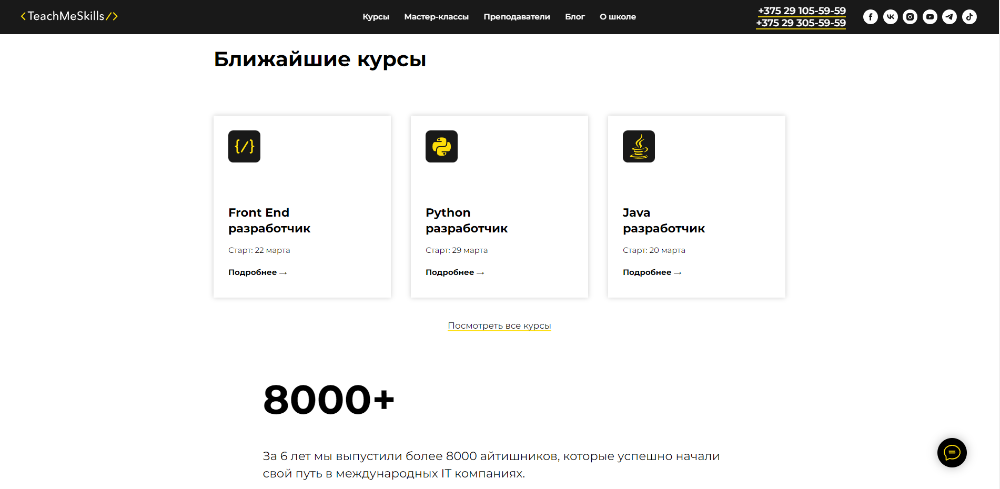 <TeachMeSkills/>
Курсы Мастер-классы Преподаватели Блог О школе
+375 29 105-59-59
+375 29 305-59-59
Ближайшие курсы
{/}
Front End
разработчик
Старт: 22 марта
Подробнее →
Python
разработчик
Старт: 29 марта
Подробнее →
Java
разработчик
Старт: 20 марта
Подробнее →
Посмотреть все курсы
8000+
За 6 лет мы выпустили более 8000 айтишников, которые успешно начали
свой путь в международных IT компаниях.